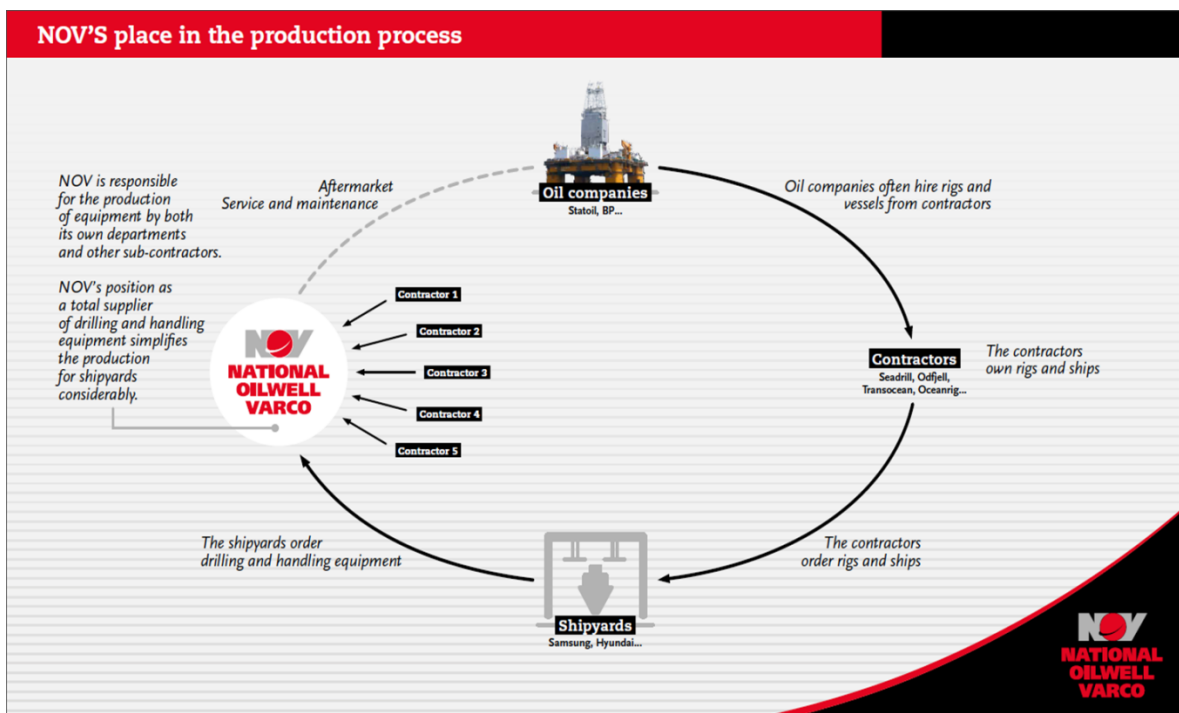 NOV'S place in the production process
NOV is responsible
for the production
of equipment by both
its own departments
and other sub-contractors.
NOV's position as
a total supplier
of drilling and handling
equipment simplifies
the production
for shipyards
considerably.
Aftermarket
Service and maintenance
Oil companies
Statoil, BP...
Oil companies often hire rigs and
vessels from contractors
NOV
NATIONAL
OILWELL
VARCO
Contractor 1
Contractor 2
Contractor 3
Contractor 4
Contractor 5
Contractors
Seadrill, Odfjell,
Transocean, Oceanrig...
The contractors
own rigs and ships
The shipyards order
drilling and handling equipment
Shipyards
Samsung, Hyundai...
The contractors
order rigs and ships
NOV
NATIONAL
OILWELL
VARCO